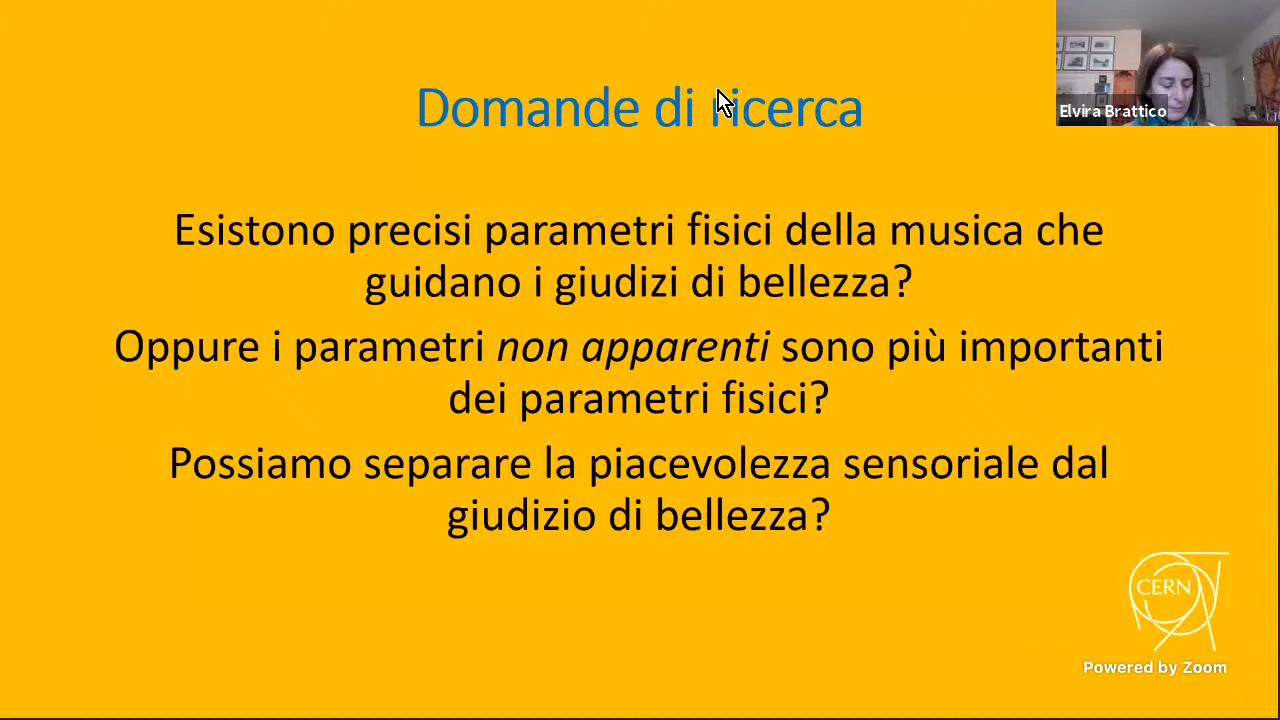 Domande di ricerca
Elvira Brattico
Esistono precisi parametri fisici della musica che
guidano i giudizi di bellezza?
Oppure i parametri non apparenti sono più importanti
dei parametri fisici?
Possiamo separare la piacevolezza sensoriale dal
giudizio di bellezza?
CERN
Powered by Zoom